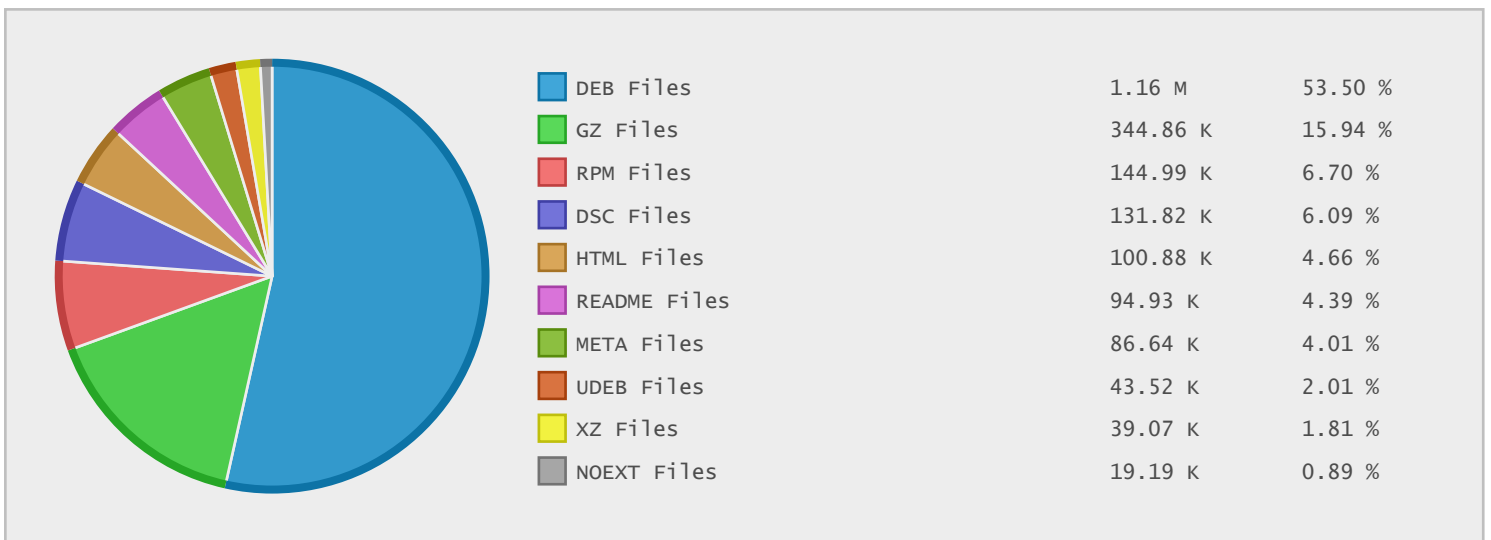 DEB Files 1.16 M 53.50 %
GZ Files 344.86 K 15.94 %
RPM Files 144.99 K 6.70 %
DSC Files 131.82 K 6.09 %
HTML Files 100.88 K 4.66 %
README Files 94.93 K 4.39 %
META Files 86.64 K 4.01 %
UDEB Files 43.52 K 2.01 %
XZ Files 39.07 K 1.81 %
NOEXT Files 19.19 K 0.89 %